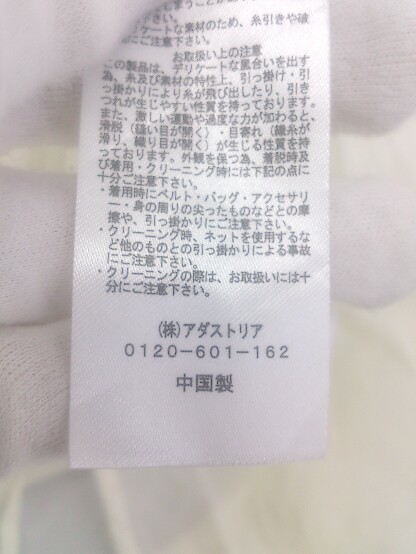 デリケートな素材のため、糸引きや破
にご注意下さい。
お取扱い上の注意
この製品は、デリケートな風合いを出す
為、糸及び素材の特性上、引っ掛け・引
っ掛かりにより糸が飛び出したり、引き
つれが生じやすい性質を持っております。
また、激しい運動や過度な力が加わると、
滑脱(縫い目が開く)・目寄れ(織糸が
滑り、織り目が開く)が生じる性質を持
っております。外観を保つ為、着脱時及
び着用・クリーニング時には下記の点に
十分ご注意下さい。
・着用時にベルト・バッグ・アクセサリ
ー・身の周りの尖ったものなどとの摩
擦や、引っ掛かりにご注意下さい。
・クリーニング時、ネットを使用するな
ど他のものとの引っ掛かりによる事故
にご注意下さい。
・クリーニングの際は、お取扱いには十
分にご注意下さい。
(株)アダストリア
0120-601-162
中国製